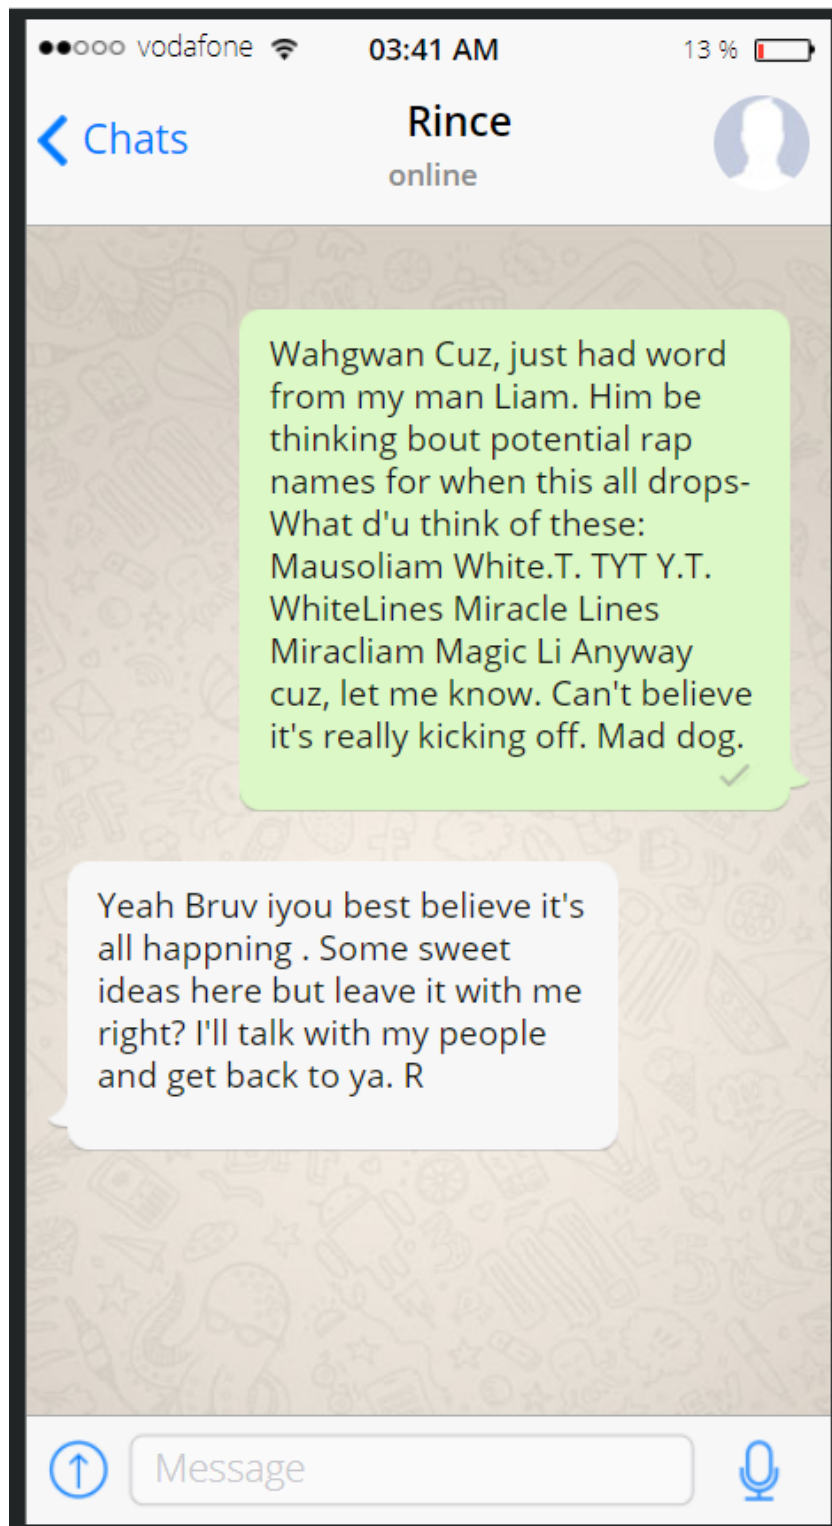 vodafone 03:41 AM 13 %
Chats
Rince
online
Wahgwan Cuz, just had word
from my man Liam. Him be
thinking bout potential rap
names for when this all drops-
What d'u think of these:
Mausoliam White.T. TYT Y.T.
WhiteLines Miracle Lines
Miracliam Magic Li Anyway
cuz, let me know. Can't believe
it's really kicking off. Mad dog.
Yeah Bruv iyou best believe it's
all happning . Some sweet
ideas here but leave it with me
right? I'll talk with my people
and get back to ya. R
Message